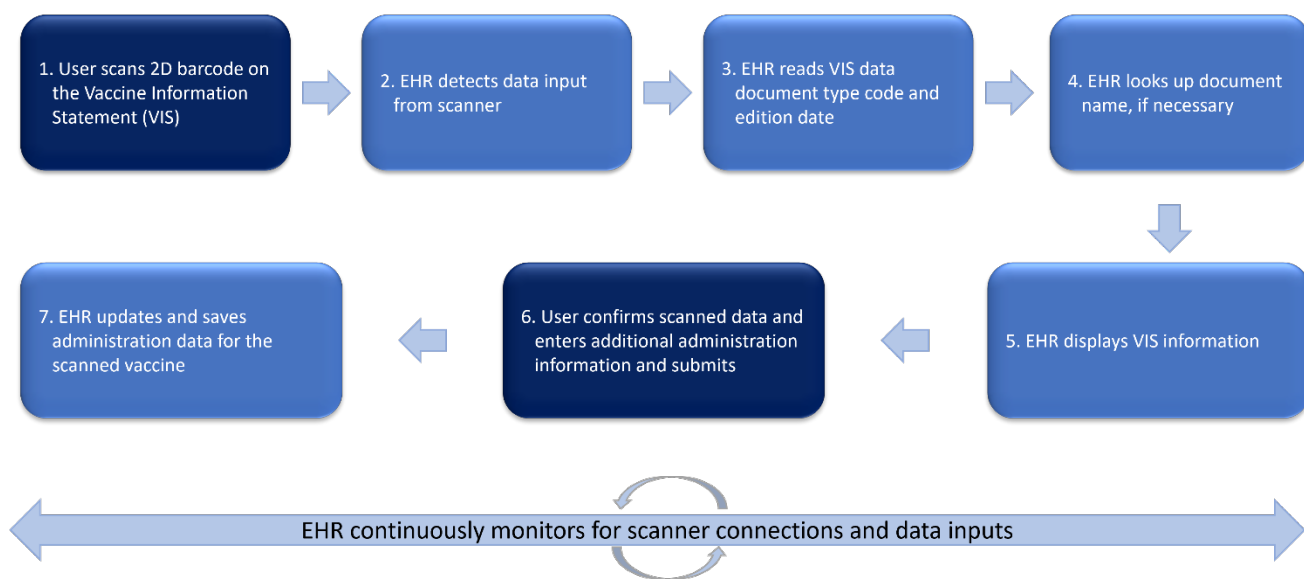 1. User scans 2D barcode on
the Vaccine Information
Statement (VIS)
2. EHR detects data input
from scanner
3. EHR reads VIS data
document type code and
edition date
4. EHR looks up document
name, if necessary
5. EHR displays VIS information
6. User confirms scanned data and
enters additional administration
information and submits
7. EHR updates and saves
administration data for the
scanned vaccine
EHR continuously monitors for scanner connections and data inputs